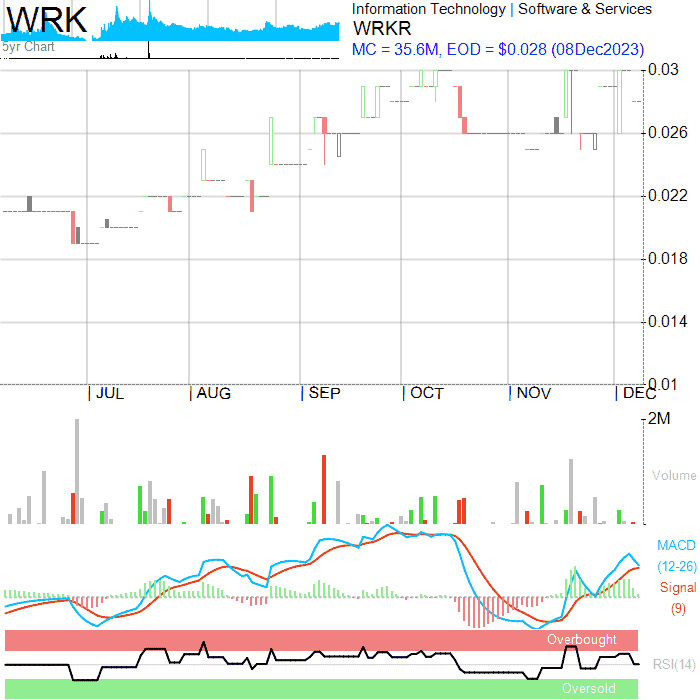 WRK
5yr Chart
Information Technology | Software & Services
WRKR
MC = 35.6M, EOD = $0.028 (08Dec2023)
0.03
0.026
0.022
0.018
0.014
0.01
JUL
AUG
SEP
OCT
NOV
DEC
2M
Volume
MACD
(12-26)
Signal
(9)
Overbought
RSI(14)
Oversold